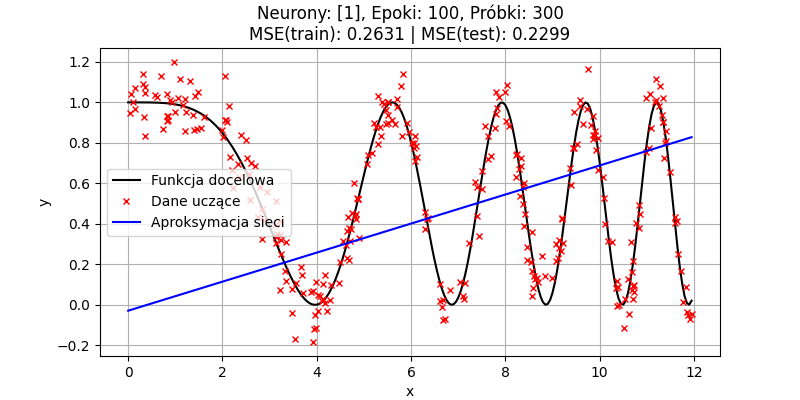 Neurony: [1], Epoki: 100, Próbki: 300
MSE(train): 0.2631 | MSE(test): 0.2299
1.2
1.0
0.8
0.6
0.4
0.2
0.0
−0.2
y
Funkcja docelowa
Dane uczące
Aproksymacja sieci
0 2 4 6 8 10 12
x